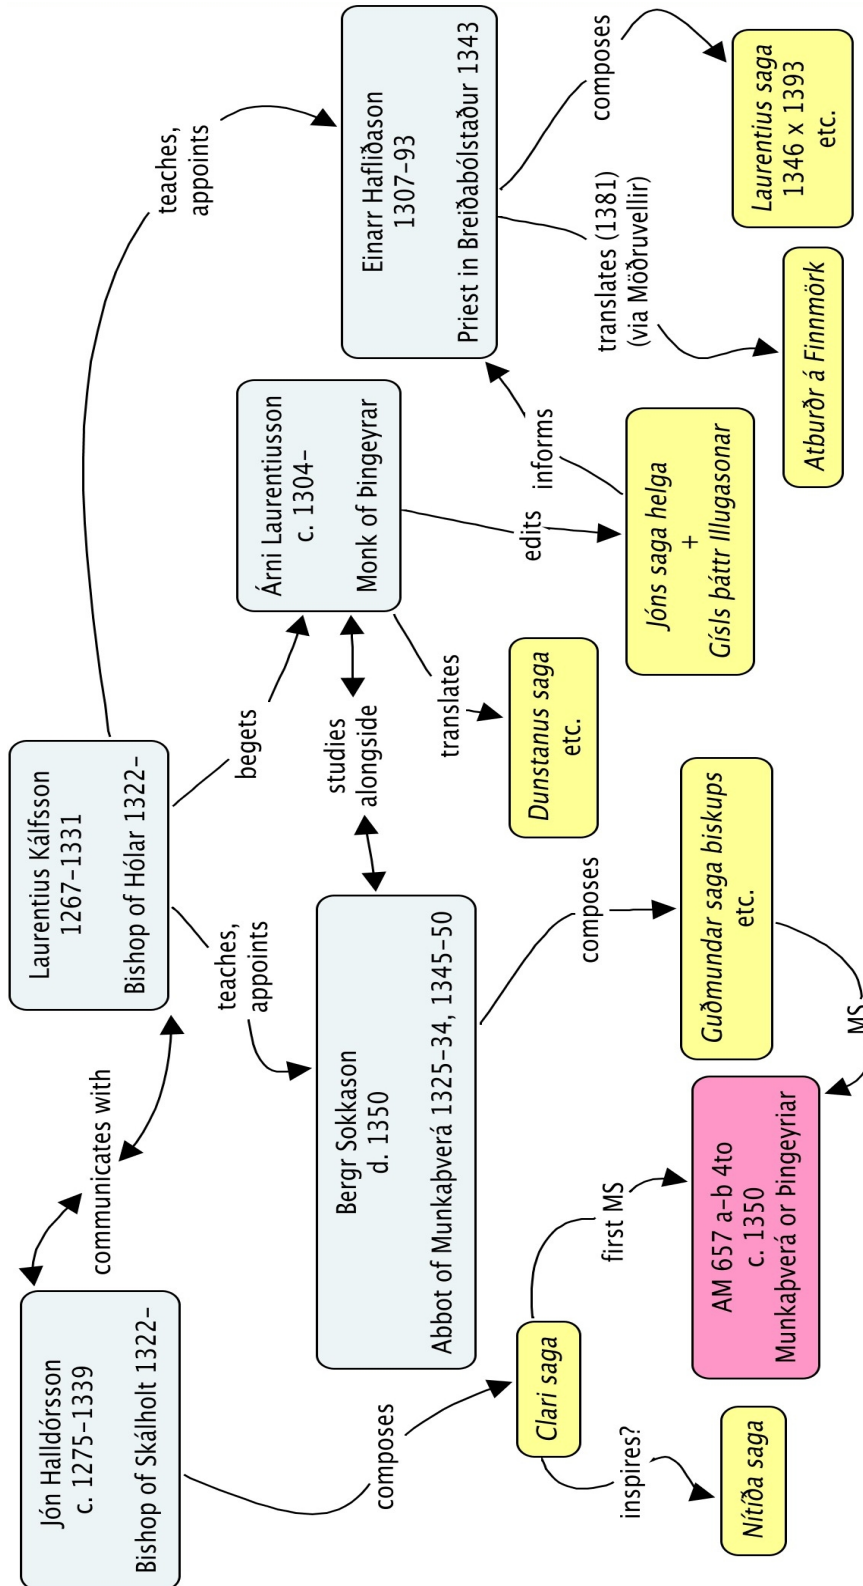 Jón Halldórsson
c. 1275–1339
Bishop of Skálholt 1322–
communicates with
Laurentius Kálfsson
1267–1331
Bishop of Hólar 1322–
teaches,
appoints
begets
teaches,
appoints
Bergr Sokkason
d. 1350
Abbot of Munkaþverá 1325–34, 1345–50
studies
alongside
Árni Laurentiusson
c. 1304–
Monk of Þingeyrar
Einarr Hafliðason
1307–93
Priest in Breiðabólstaður 1343
composes
Clari saga
inspires?
Nítíða saga
first MS
AM 657 a–b 4to
c. 1350
Munkaþverá or Þingeyriar
composes
Guðmundar saga biskups
etc.
MS
translates
Dunstanus saga
etc.
edits
Jóns saga helga
+
Gísls þáttr Illugasonar
informs
translates (1381)
(via Möðruvellir)
Atburðr á Finnmörk
composes
Laurentius saga
1346 x 1393
etc.